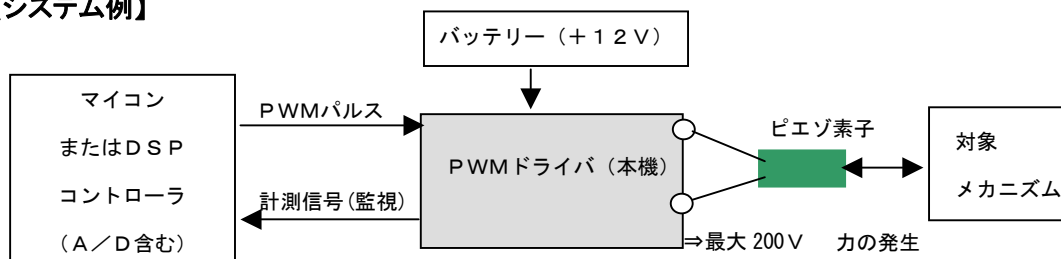 システム例】
バッテリー（＋１２Ｖ）
マイコン
またはＤＳＰ
コントローラ
（Ａ／Ｄ含む）
ＰＷＭパルス
計測信号(監視)
ＰＷＭドライバ（本機）
ピエゾ素子
対象
メカニズム
⇒最大 200Ｖ
力の発生